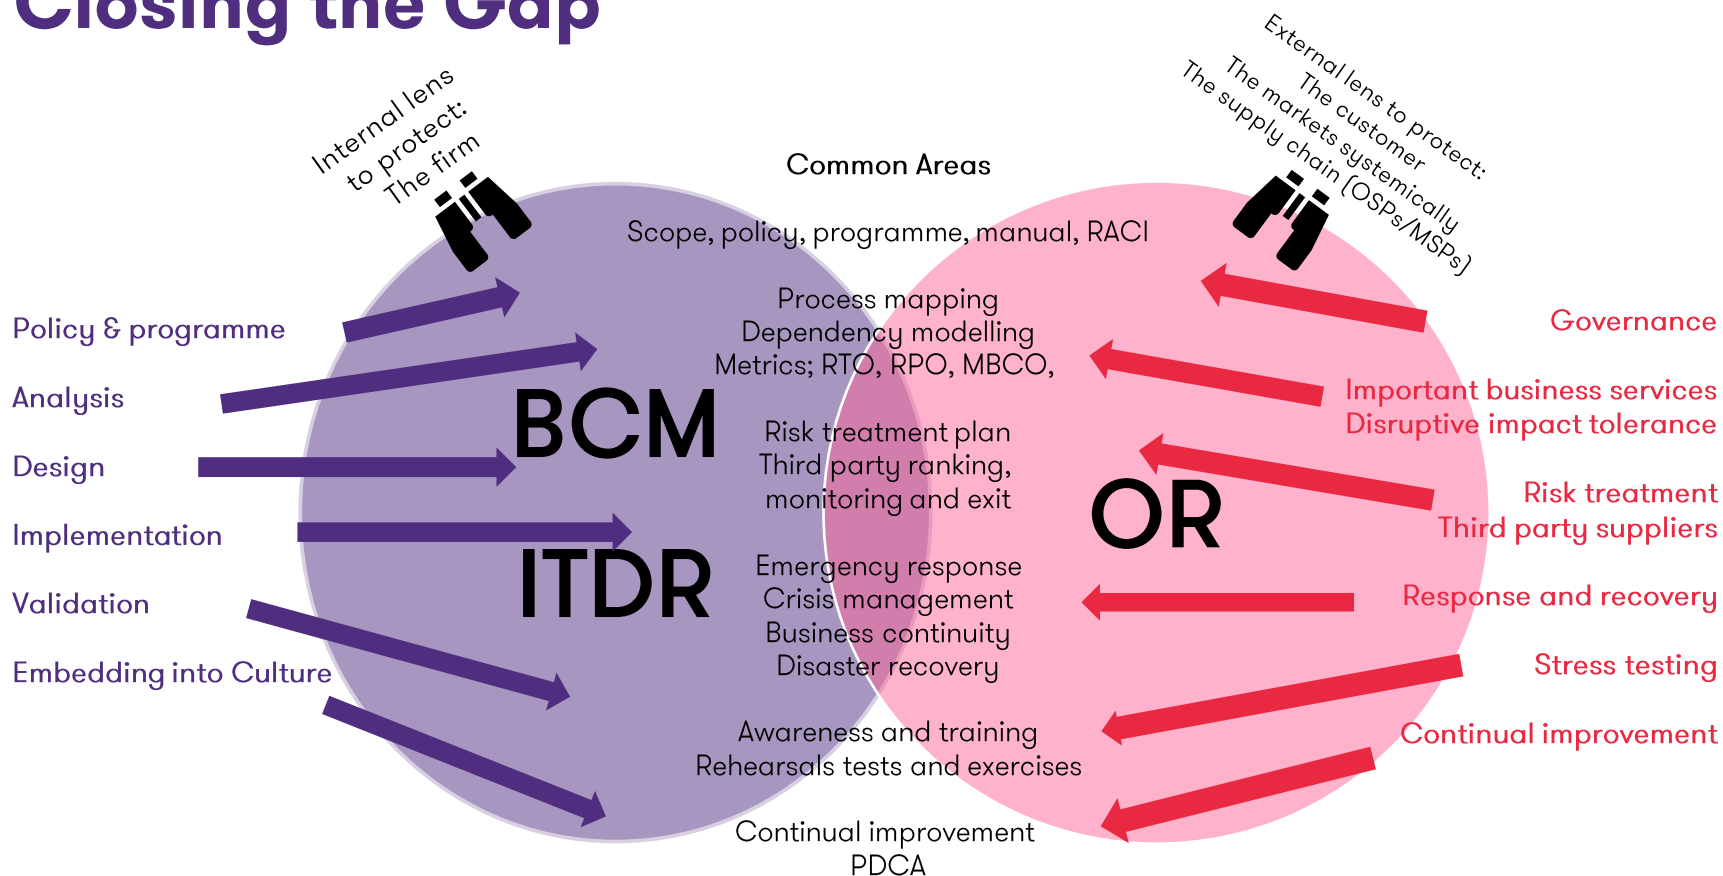 Closing the Gap
Internal lens
to protect:
The firm
External lens to protect:
The customer
The markets systemically
The supply chain (OSPs/MSPs)
Common Areas
Scope, policy, programme, manual, RACI
Process mapping
Dependency modelling
Metrics; RTO, RPO, MBCO,
Risk treatment plan
Third party ranking,
monitoring and exit
Emergency response
Crisis management
Business continuity
Disaster recovery
Awareness and training
Rehearsals tests and exercises
Continual improvement
PDCA
Policy & programme
Analysis
Design
Implementation
Validation
Embedding into Culture
BCM
ITDR
OR
Governance
Important business services
Disruptive impact tolerance
Risk treatment
Third party suppliers
Response and recovery
Stress testing
Continual improvement